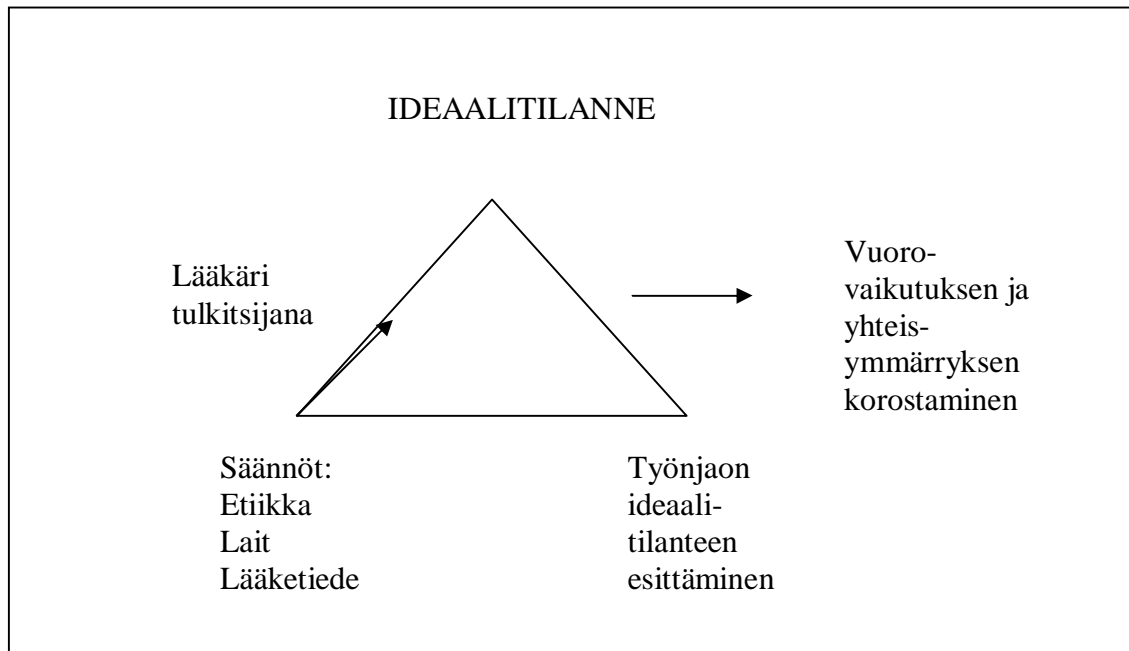 IDEAALITILANNE
Lääkäri
tulkitsijana
Vuoro-
vaikutuksen ja
yhteis-
ymmärryksen
korostaminen
Säännöt:
Etiikka
Lait
Lääketiede
Työnjaon
ideaali-
tilanteen
esittäminen